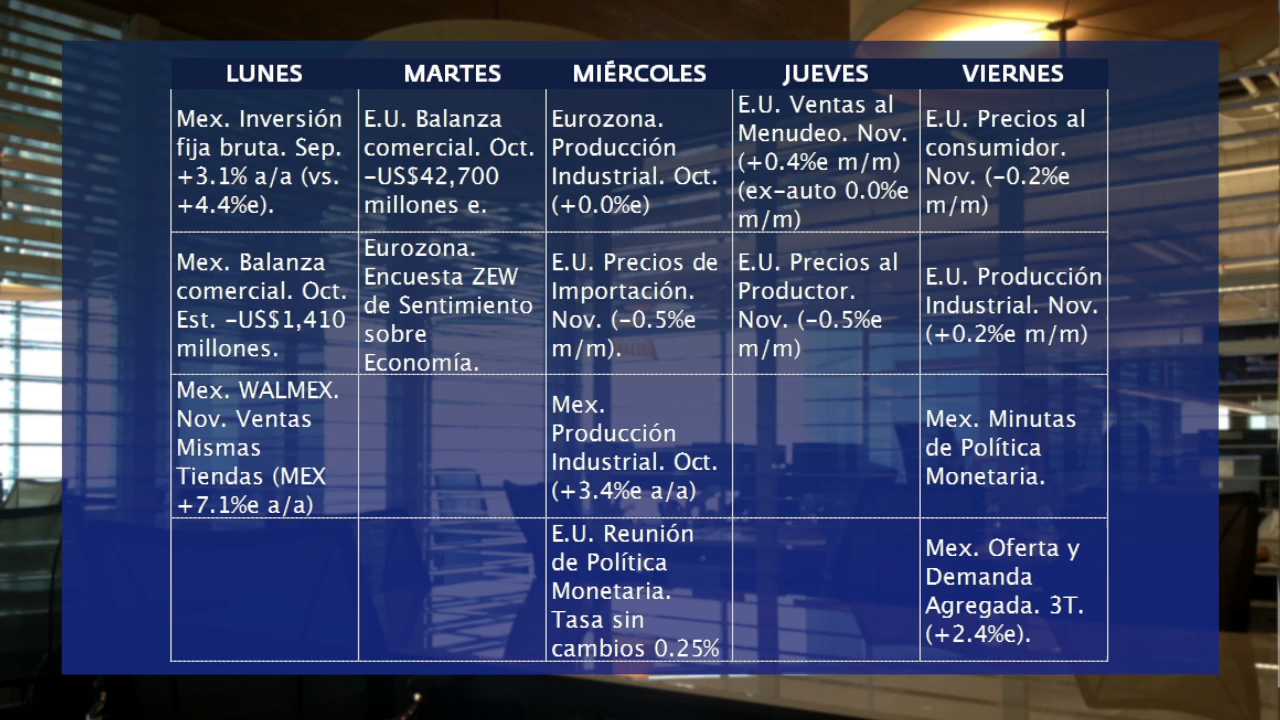 LUNES MARTES MIÉRCOLES JUEVES VIERNES
Mex. Inversión
fija bruta. Sep.
+3.1% a/a (vs.
+4.4%e).
E.U. Balanza
comercial. Oct.
-US$42,700
millones e.
Eurozona.
Producción
Industrial. Oct.
(+0.0%e)
E.U. Ventas al
Menudeo. Nov.
(+0.4%e m/m)
(ex-auto 0.0%e
m/m)
E.U. Precios al
consumidor.
Nov. (-0.2%e
m/m)
Mex. Balanza
comercial. Oct.
Est. -US$1,410
millones.
Eurozona.
Encuesta ZEW
de Sentimiento
sobre
Economía.
E.U. Precios de
Importación.
Nov. (-0.5%e
m/m).
E.U. Precios al
Productor.
Nov. (-0.5%e
m/m)
E.U. Producción
Industrial. Nov.
(+0.2%e m/m)
Mex. WALMEX.
Nov. Ventas
Mismas
Tiendas (MEX
+7.1%e a/a)
Mex.
Producción
Industrial. Oct.
(+3.4%e a/a)
Mex. Minutas
de Política
Monetaria.
E.U. Reunión
de Política
Monetaria.
Tasa sin
cambios 0.25%
Mex. Oferta y
Demanda
Agregada. 3T.
(+2.4%e).